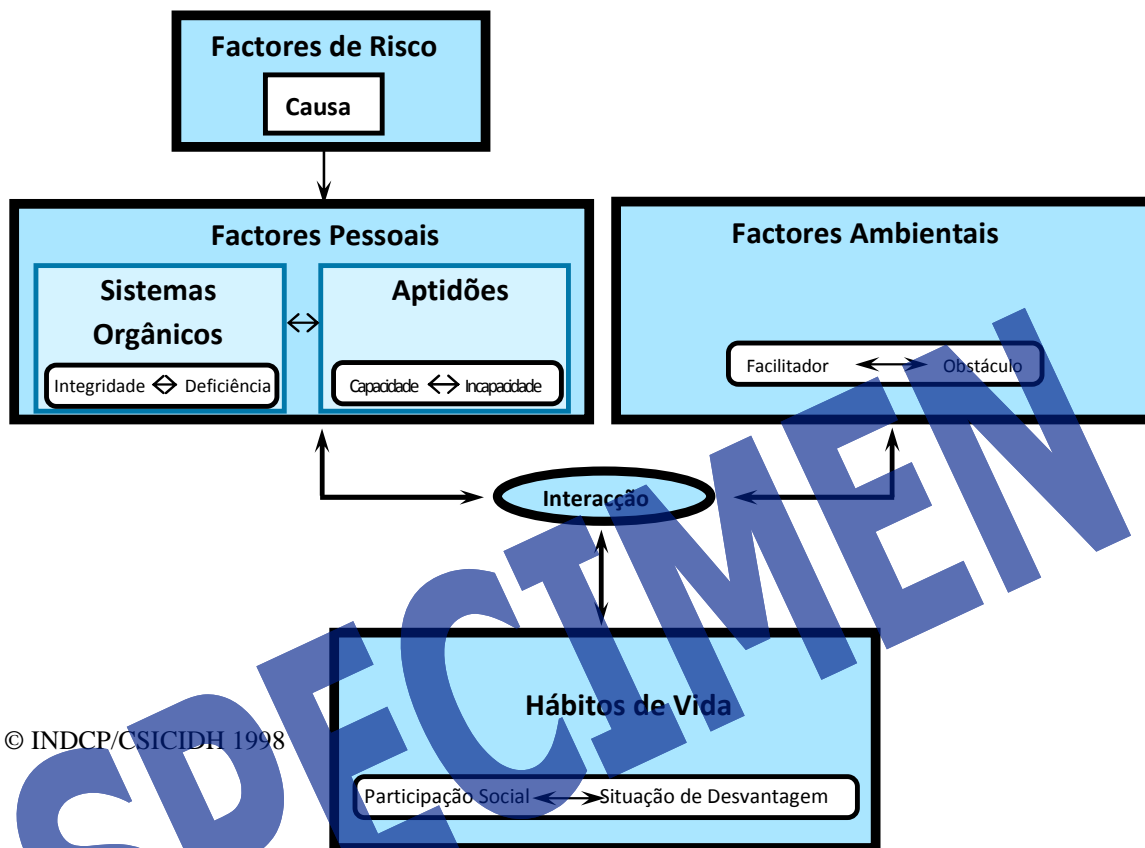 Factores de Risco
Causa
Factores Pessoais
Sistemas
Orgânicos
Integridade Deficiência
Aptidões
Capacidade Incapacidade
Factores Ambientais
Facilitador Obstáculo
Interacção
Hábitos de Vida
Participação Social Situação de Desvantagem
© INDCP/CSICIDH 1998
SPECIMEN